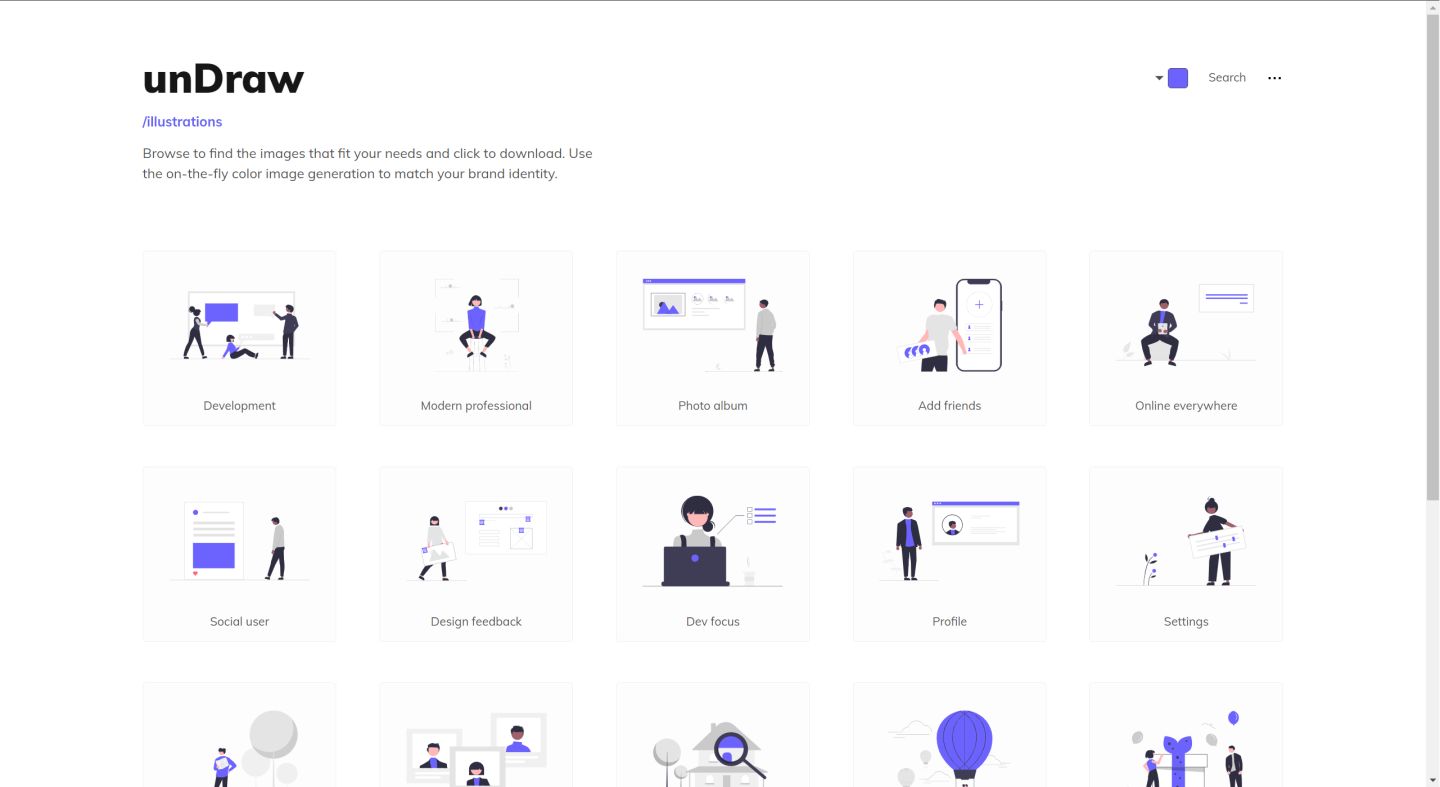 unDraw
Search
/illustrations
Browse to find the images that fit your needs and click to download. Use
the on-the-fly color image generation to match your brand identity.
Development
Modern professional
Photo album
Add friends
Online everywhere
Social user
Design feedback
Dev focus
Profile
Settings